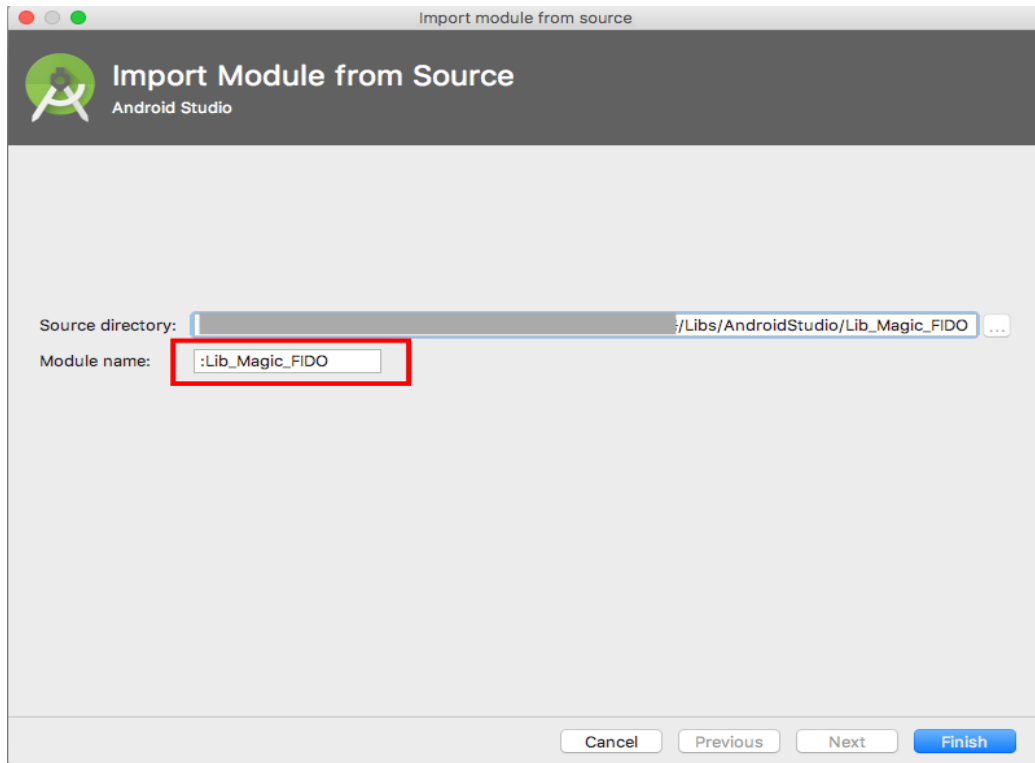 Import module from source
Import Module from Source
Android Studio
Source directory: /Libs/AndroidStudio/Lib_Magic_FIDO ...
Module name: :Lib_Magic_FIDO
Cancel Previous Next Finish